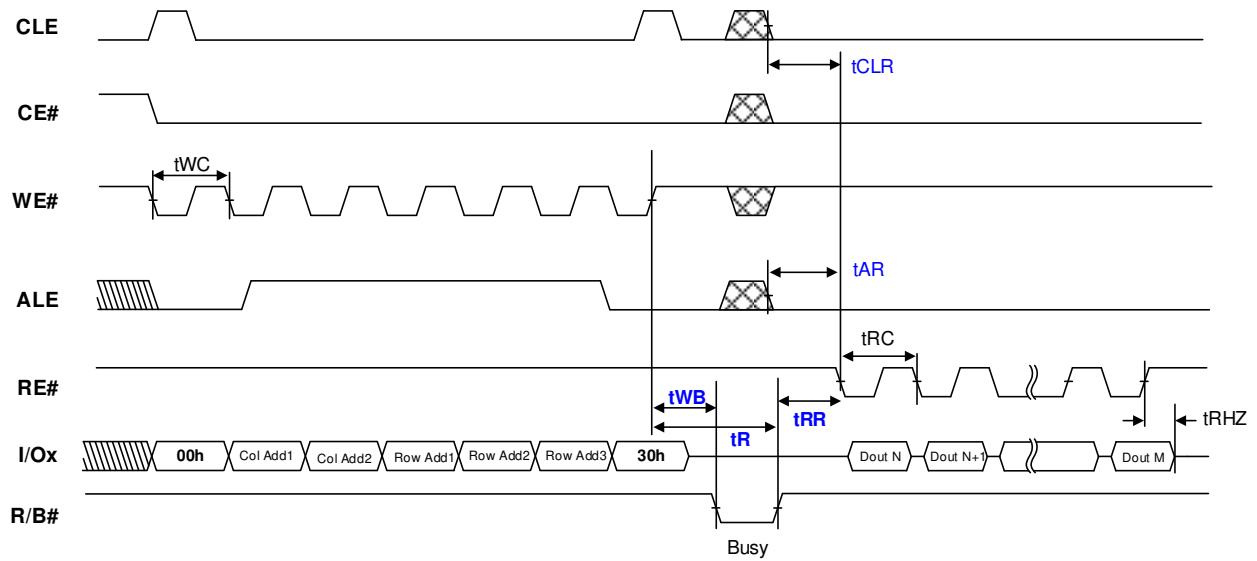 CLE
tCLR
CE#
tWC
WE#
tAR
ALE
tRC
RE#
tWB
tRR
tR
tRHZ
I/Ox
00h Col Add1 Col Add2 Row Add1 Row Add2 Row Add3 30h Dout N Dout N+1 Dout M
R/B#
Busy